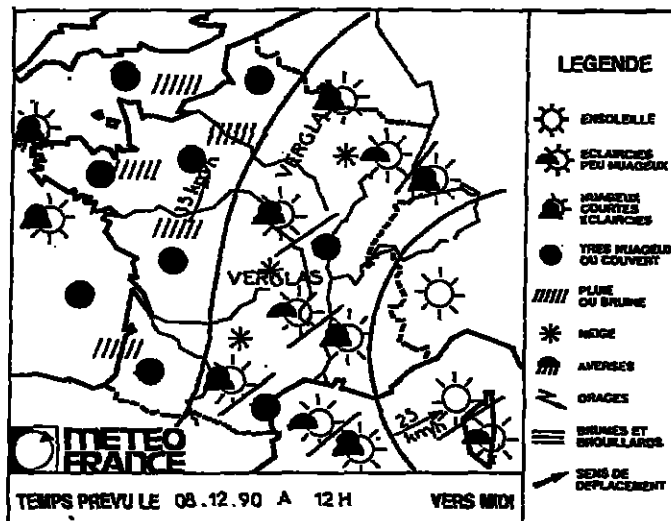 VERGLAS
15 km/h
VERGLAS
25 km/h
METEO
FRANCE
TEMPS PREVU LE 08.12.90 A 12H VERS MIDI
LEGENDE
ENSOLEILLE
ECLAIRCIES
PEU NUAGEUX
NUAGEUX
COURTES
ECLAIRCIES
TRES NUAGEUX
OU COUVERT
PLUIE
OU BRUINE
NEIGE
AVERSES
ORAGES
BRUMES ET
BROUILLARDS
SENS DE
DEPLACEMENT